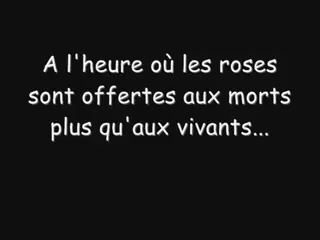 A l'heure où les roses
sont offertes aux morts
plus qu'aux vivants...